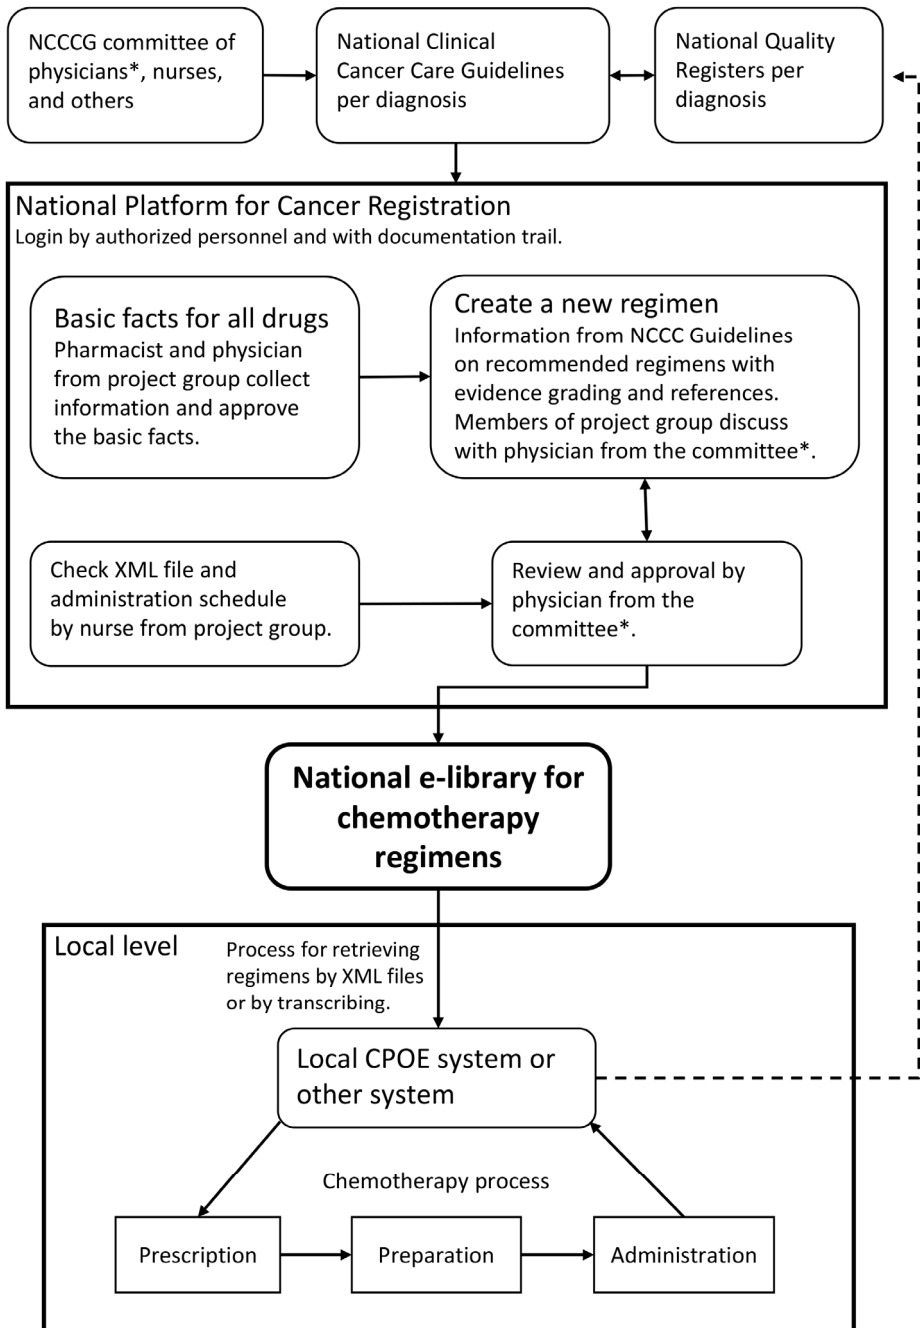 NCCCG committee of
physicians*, nurses,
and others
National Clinical
Cancer Care Guidelines
per diagnosis
National Quality
Registers per
diagnosis
National Platform for Cancer Registration
Login by authorized personnel and with documentation trail.
Basic facts for all drugs
Pharmacist and physician
from project group collect
information and approve
the basic facts.
Create a new regimen
Information from NCCC Guidelines
on recommended regimens with
evidence grading and references.
Members of project group discuss
with physician from the committee*.
Check XML file and
administration schedule
by nurse from project group.
Review and approval by
physician from the
committee*.
National e-library for
chemotherapy
regimens
Local level
Process for retrieving
regimens by XML files
or by transcribing.
Local CPOE system or
other system
Chemotherapy process
Prescription
Preparation
Administration